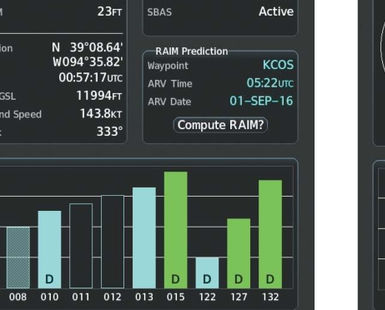 23FT
N 39°08.64'
W094°35.82'
00:57:17UTC
GSL 11994FT
nd Speed 143.8KT
333°
SBAS Active
RAIM Prediction
Waypoint KCOS
ARV Time 05:22UTC
ARV Date 01-SEP-16
Compute RAIM?
D D D D D
008 010 011 012 013 015 122 127 132